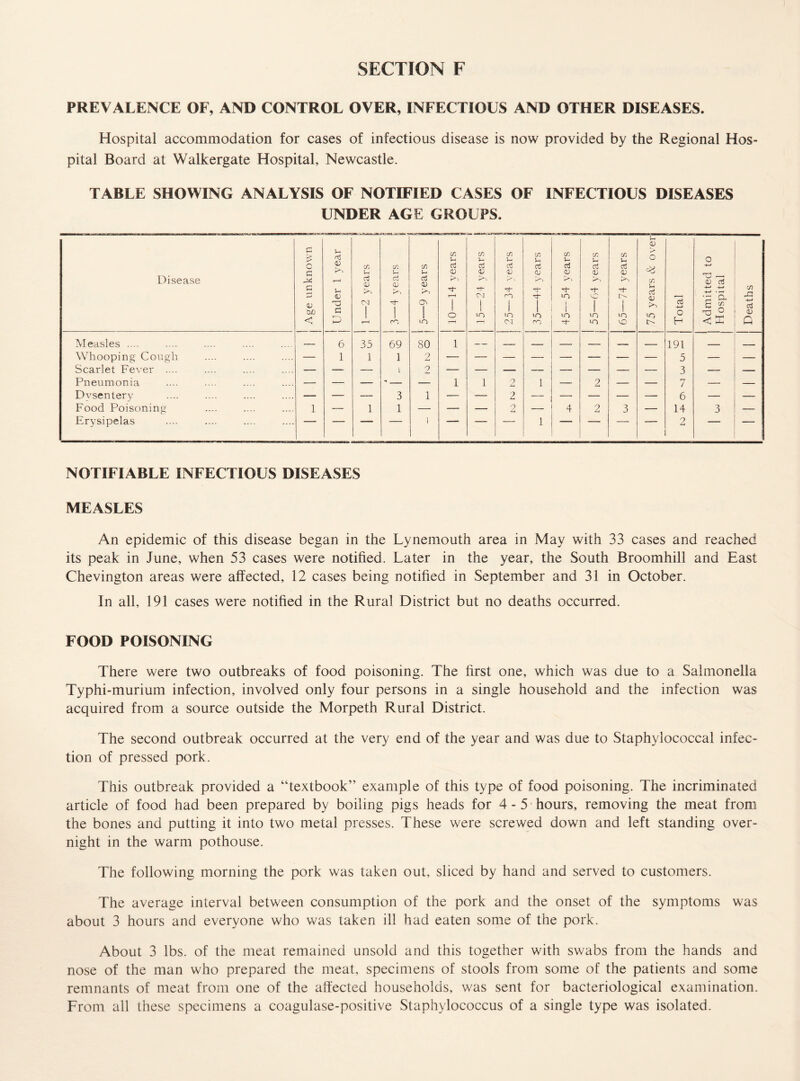 SECTION F
PREVALENCE OF, AND CONTROL OVER, INFECTIOUS AND OTHER DISEASES.
Hospital accommodation for cases of infectious disease is now provided by the Regional Hos-
pital Board at Walkergate Hospital, Newcastle.
TABLE SHOWING ANALYSIS OF NOTIFIED CASES OF INFECTIOUS DISEASES
UNDER AGE GROUPS.
Disease | Age unknown | Under 1 year | 1—2 years | 3—4 years | 5—9 years | 10—14 years | 15—24 years | 25—34 years | 35—44 years | 45—54 years | 55—64 years | 65—74 years | 75 years & over | Total | Admitted to Hospital | Deaths
Measles .... .... .... .... .... | — | 6 | 35 | 69 | 80 | 1 | — | — | — | — | — | — | — | 191 | — | —
Whooping Cough .... .... .... | — | 1 | 1 | 1 | 2 | — | — | — | — | — | — | — | — | 5 | — | —
Scarlet Fever .... .... .... .... | — | — | — | 1 | 2 | — | — | — | — | — | — | — | — | 3 | — | —
Pneumonia .... .... .... .... | — | — | — | — | — | 1 | 1 | 2 | 1 | — | 2 | — | — | 7 | — | —
Dysentery .... .... .... .... | — | — | — | 3 | 1 | — | — | 2 | — | — | — | — | — | 6 | — | —
Food Poisoning .... .... .... | 1 | — | 1 | 1 | — | — | — | 2 | — | 4 | 2 | 3 | — | 14 | 3 | —
Erysipelas .... .... .... .... | — | — | — | — | 1 | — | — | — | 1 | — | — | — | — | 2 | — | —
NOTIFIABLE INFECTIOUS DISEASES
MEASLES
An epidemic of this disease began in the Lynemouth area in May with 33 cases and reached
its peak in June, when 53 cases were notified. Later in the year, the South Broomhill and East
Chevington areas were affected, 12 cases being notified in September and 31 in October.
In all, 191 cases were notified in the Rural District but no deaths occurred.
FOOD POISONING
There were two outbreaks of food poisoning. The first one, which was due to a Salmonella
Typhi-murium infection, involved only four persons in a single household and the infection was
acquired from a source outside the Morpeth Rural District.
The second outbreak occurred at the very end of the year and was due to Staphylococcal infec-
tion of pressed pork.
This outbreak provided a “textbook” example of this type of food poisoning. The incriminated
article of food had been prepared by boiling pigs heads for 4 - 5 hours, removing the meat from
the bones and putting it into two metal presses. These were screwed down and left standing over-
night in the warm pothouse.
The following morning the pork was taken out, sliced by hand and served to customers.
The average interval between consumption of the pork and the onset of the symptoms was
about 3 hours and everyone who was taken ill had eaten some of the pork.
About 3 lbs. of the meat remained unsold and this together with swabs from the hands and
nose of the man who prepared the meat, specimens of stools from some of the patients and some
remnants of meat from one of the affected households, was sent for bacteriological examination.
From all these specimens a coagulase-positive Staphylococcus of a single type was isolated.